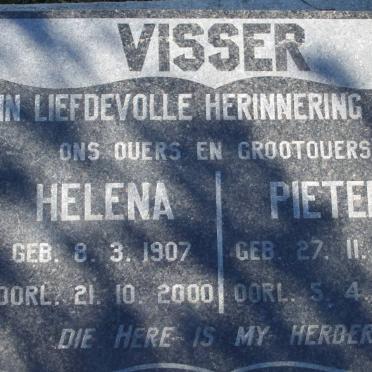 VISSER
IN LIEFDEVOLLE HERINNERING
ONS OUERS EN GROOTOUERS
HELENA PIETE
GEB. 8. 3. 1907 GEB. 27. 11.
OORL. 21. 10. 2000 OORL. 5. 4.
DIE HERE IS MY HERDER